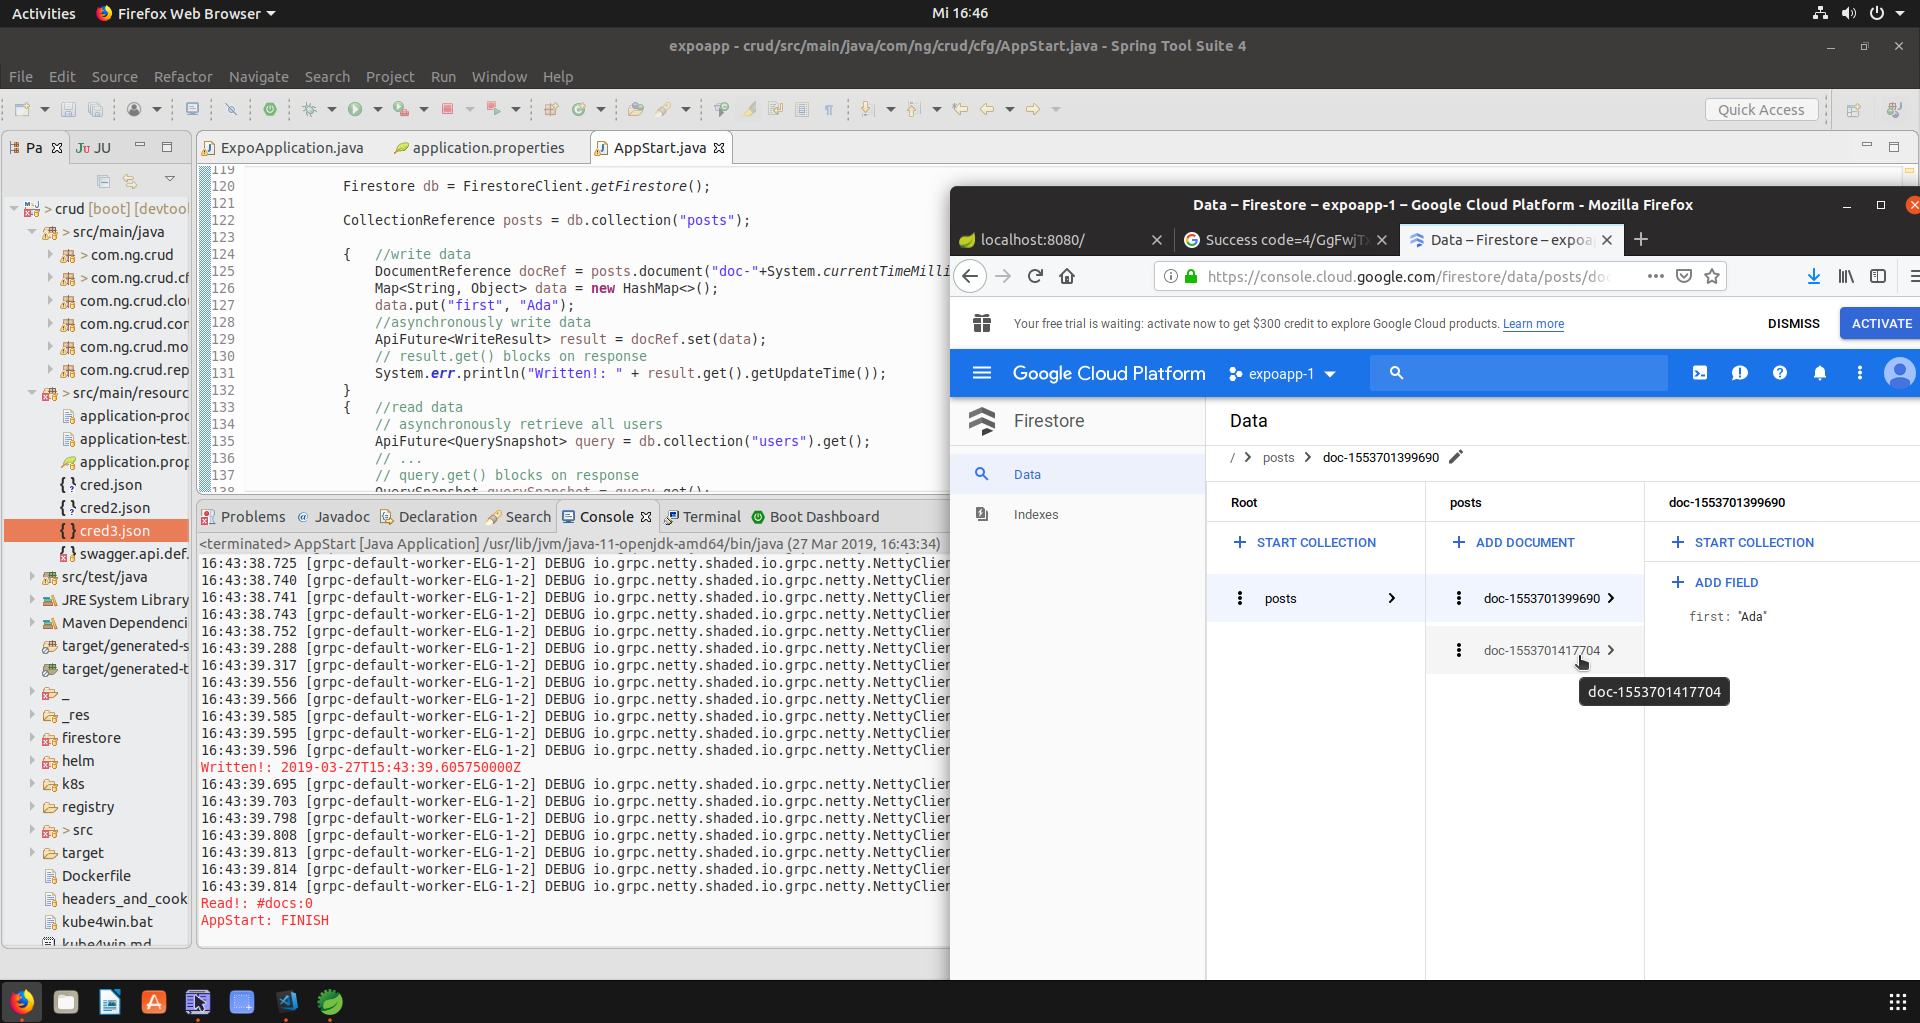 Activities Firefox Web Browser Mi 16:46
expoapp - crud/src/main/java/com/ng/crud/cfg/AppStart.java - Spring Tool Suite 4
File Edit Source Refactor Navigate Search Project Run Window Help
Quick Access
Pa JU
> crud [boot] [devtool
> src/main/java
> com.ng.crud
> com.ng.crud.cf
com.ng.crud.clo
com.ng.crud.cor
com.ng.crud.mo
com.ng.crud.rep
> src/main/resourc
application-proc
application-test.
application.prop
cred.json
cred2.json
cred3.json
swagger.api.def.
src/test/java
JRE System Library
Maven Dependenci
target/generated-s
target/generated-t
_
_res
firestore
helm
k8s
registry
> src
target
Dockerfile
headers_and_cook
kube4win.bat
kube4win.md
ExpoApplication.java application.properties AppStart.java
119
120 Firestore db = FirestoreClient.getFirestore();
121
122 CollectionReference posts = db.collection("posts");
123
124 { //write data
125 DocumentReference docRef = posts.document("doc-"+System.currentTimeMilli
126 Map<String, Object> data = new HashMap<>();
127 data.put("first", "Ada");
128 //asynchronously write data
129 ApiFuture<WriteResult> result = docRef.set(data);
130 // result.get() blocks on response
131 System.err.println("Written!: " + result.get().getUpdateTime());
132 }
133 { //read data
134 // asynchronously retrieve all users
135 ApiFuture<QuerySnapshot> query = db.collection("users").get();
136 // ...
137 // query.get() blocks on response
138 QuerySnapshot querySnapshot = query.get();
Problems Javadoc Declaration Search Console Terminal Boot Dashboard
<terminated> AppStart [Java Application] /usr/lib/jvm/java-11-openjdk-amd64/bin/java (27 Mar 2019, 16:43:34)
16:43:38.725 [grpc-default-worker-ELG-1-2] DEBUG io.grpc.netty.shaded.io.grpc.netty.NettyClier
16:43:38.740 [grpc-default-worker-ELG-1-2] DEBUG io.grpc.netty.shaded.io.grpc.netty.NettyClier
16:43:38.741 [grpc-default-worker-ELG-1-2] DEBUG io.grpc.netty.shaded.io.grpc.netty.NettyClier
16:43:38.743 [grpc-default-worker-ELG-1-2] DEBUG io.grpc.netty.shaded.io.grpc.netty.NettyClier
16:43:38.752 [grpc-default-worker-ELG-1-2] DEBUG io.grpc.netty.shaded.io.grpc.netty.NettyClier
16:43:39.288 [grpc-default-worker-ELG-1-2] DEBUG io.grpc.netty.shaded.io.grpc.netty.NettyClier
16:43:39.317 [grpc-default-worker-ELG-1-2] DEBUG io.grpc.netty.shaded.io.grpc.netty.NettyClier
16:43:39.556 [grpc-default-worker-ELG-1-2] DEBUG io.grpc.netty.shaded.io.grpc.netty.NettyClier
16:43:39.566 [grpc-default-worker-ELG-1-2] DEBUG io.grpc.netty.shaded.io.grpc.netty.NettyClier
16:43:39.585 [grpc-default-worker-ELG-1-2] DEBUG io.grpc.netty.shaded.io.grpc.netty.NettyClier
16:43:39.595 [grpc-default-worker-ELG-1-2] DEBUG io.grpc.netty.shaded.io.grpc.netty.NettyClier
16:43:39.596 [grpc-default-worker-ELG-1-2] DEBUG io.grpc.netty.shaded.io.grpc.netty.NettyClier
Written!: 2019-03-27T15:43:39.605750000Z
16:43:39.695 [grpc-default-worker-ELG-1-2] DEBUG io.grpc.netty.shaded.io.grpc.netty.NettyClier
16:43:39.703 [grpc-default-worker-ELG-1-2] DEBUG io.grpc.netty.shaded.io.grpc.netty.NettyClier
16:43:39.798 [grpc-default-worker-ELG-1-2] DEBUG io.grpc.netty.shaded.io.grpc.netty.NettyClier
16:43:39.808 [grpc-default-worker-ELG-1-2] DEBUG io.grpc.netty.shaded.io.grpc.netty.NettyClier
16:43:39.813 [grpc-default-worker-ELG-1-2] DEBUG io.grpc.netty.shaded.io.grpc.netty.NettyClier
16:43:39.814 [grpc-default-worker-ELG-1-2] DEBUG io.grpc.netty.shaded.io.grpc.netty.NettyClier
16:43:39.814 [grpc-default-worker-ELG-1-2] DEBUG io.grpc.netty.shaded.io.grpc.netty.NettyClier
Read!: #docs:0
AppStart: FINISH
Data – Firestore – expoapp-1 – Google Cloud Platform - Mozilla Firefox
localhost:8080/ Success code=4/GgFwjT Data – Firestore – expoa
https://console.cloud.google.com/firestore/data/posts/doc
Your free trial is waiting: activate now to get $300 credit to explore Google Cloud products. Learn more DISMISS ACTIVATE
Google Cloud Platform expoapp-1
Firestore Data
/ > posts > doc-1553701399690
Data
Indexes
Root posts doc-1553701399690
+ START COLLECTION + ADD DOCUMENT + START COLLECTION
+ ADD FIELD
posts doc-1553701399690
first: "Ada"
doc-1553701417704
doc-1553701417704